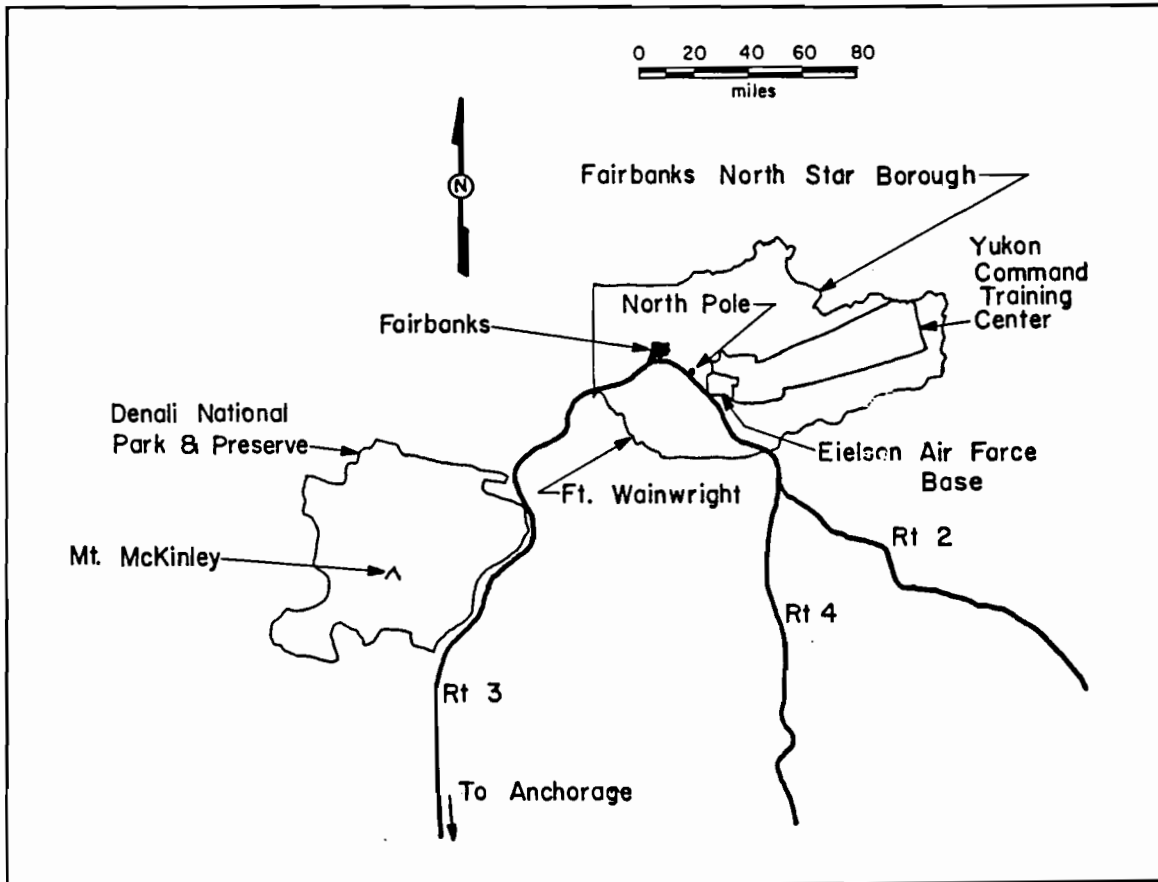 0 20 40 60 80
miles
N
Fairbanks North Star Borough
Yukon
Command
Training
Center
North Pole
Fairbanks
Denali National
Park & Preserve
Eielson Air Farce
Base
Ft. Wainwright
Rt 2
Mt. McKinley
Rt 4
Rt 3
To Anchorage